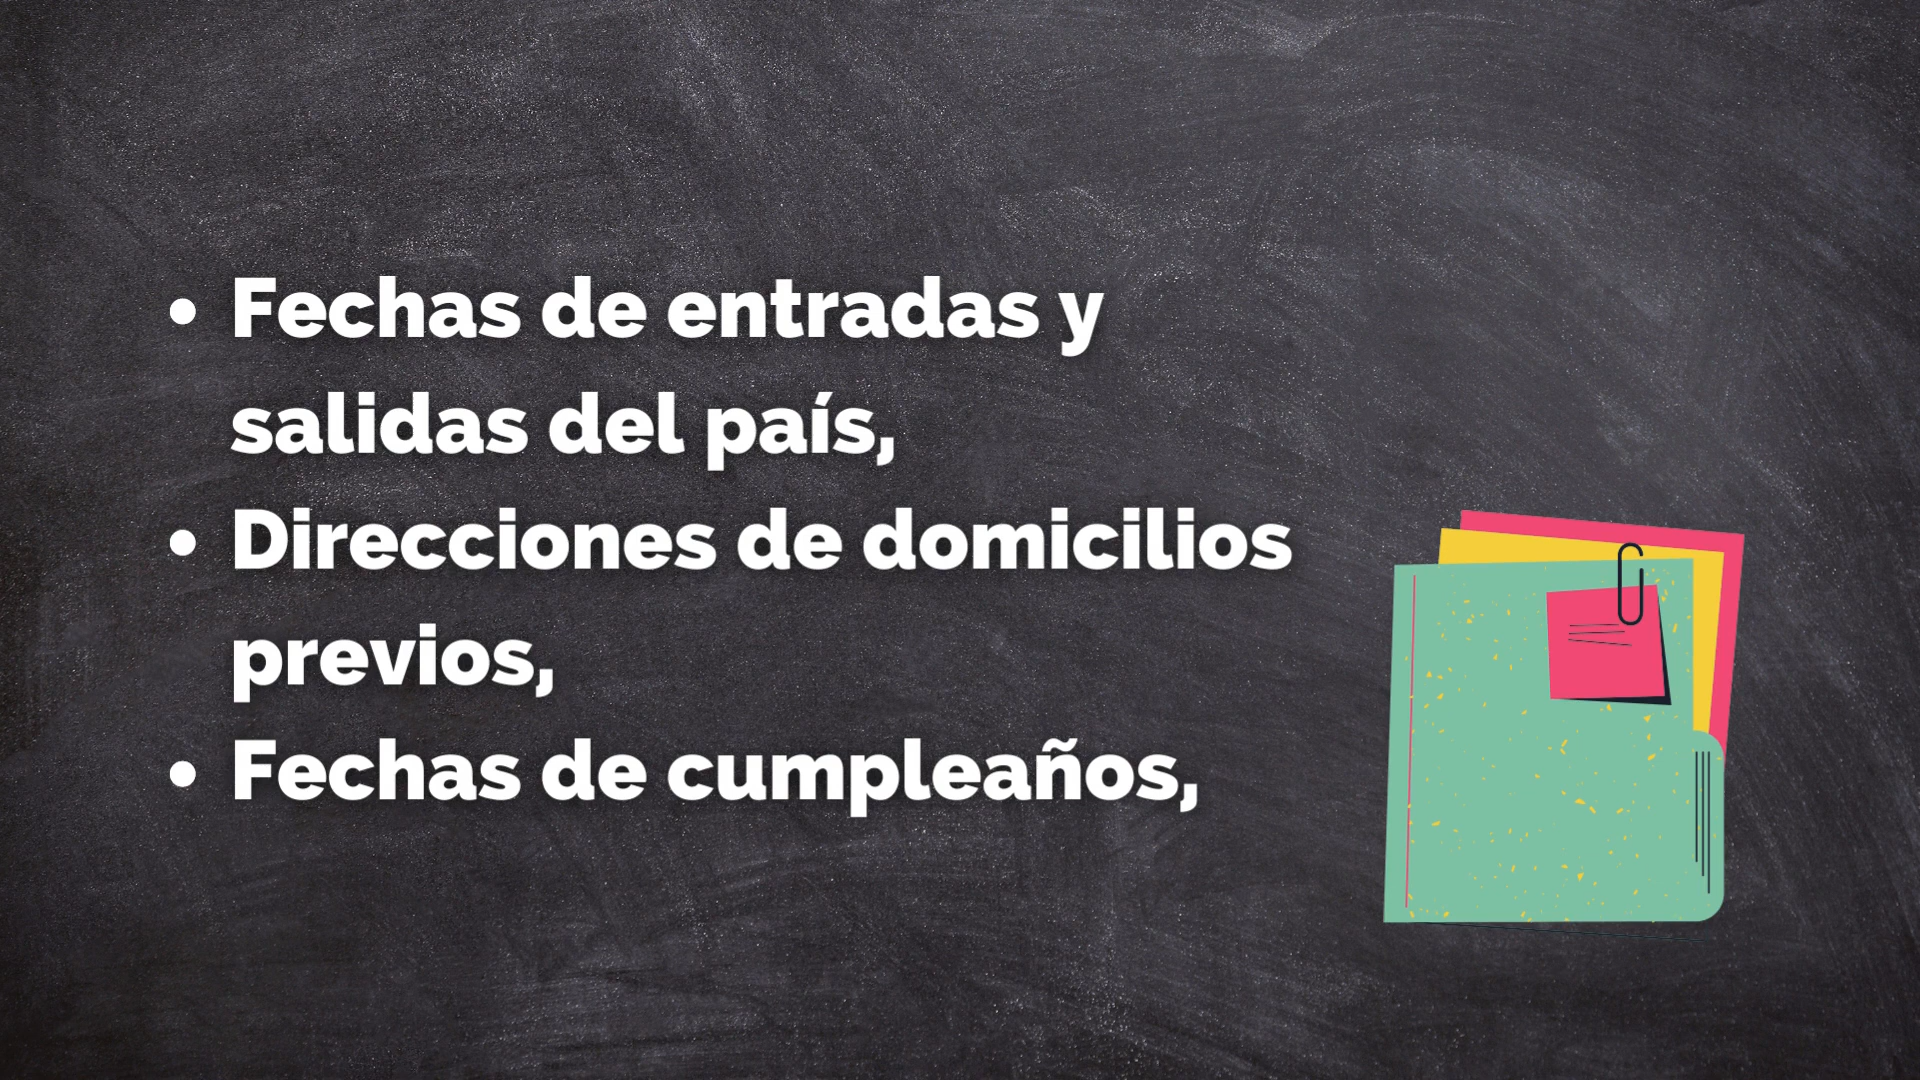 • Fechas de entradas y
salidas del país,
• Direcciones de domicilios
previos,
• Fechas de cumpleaños,